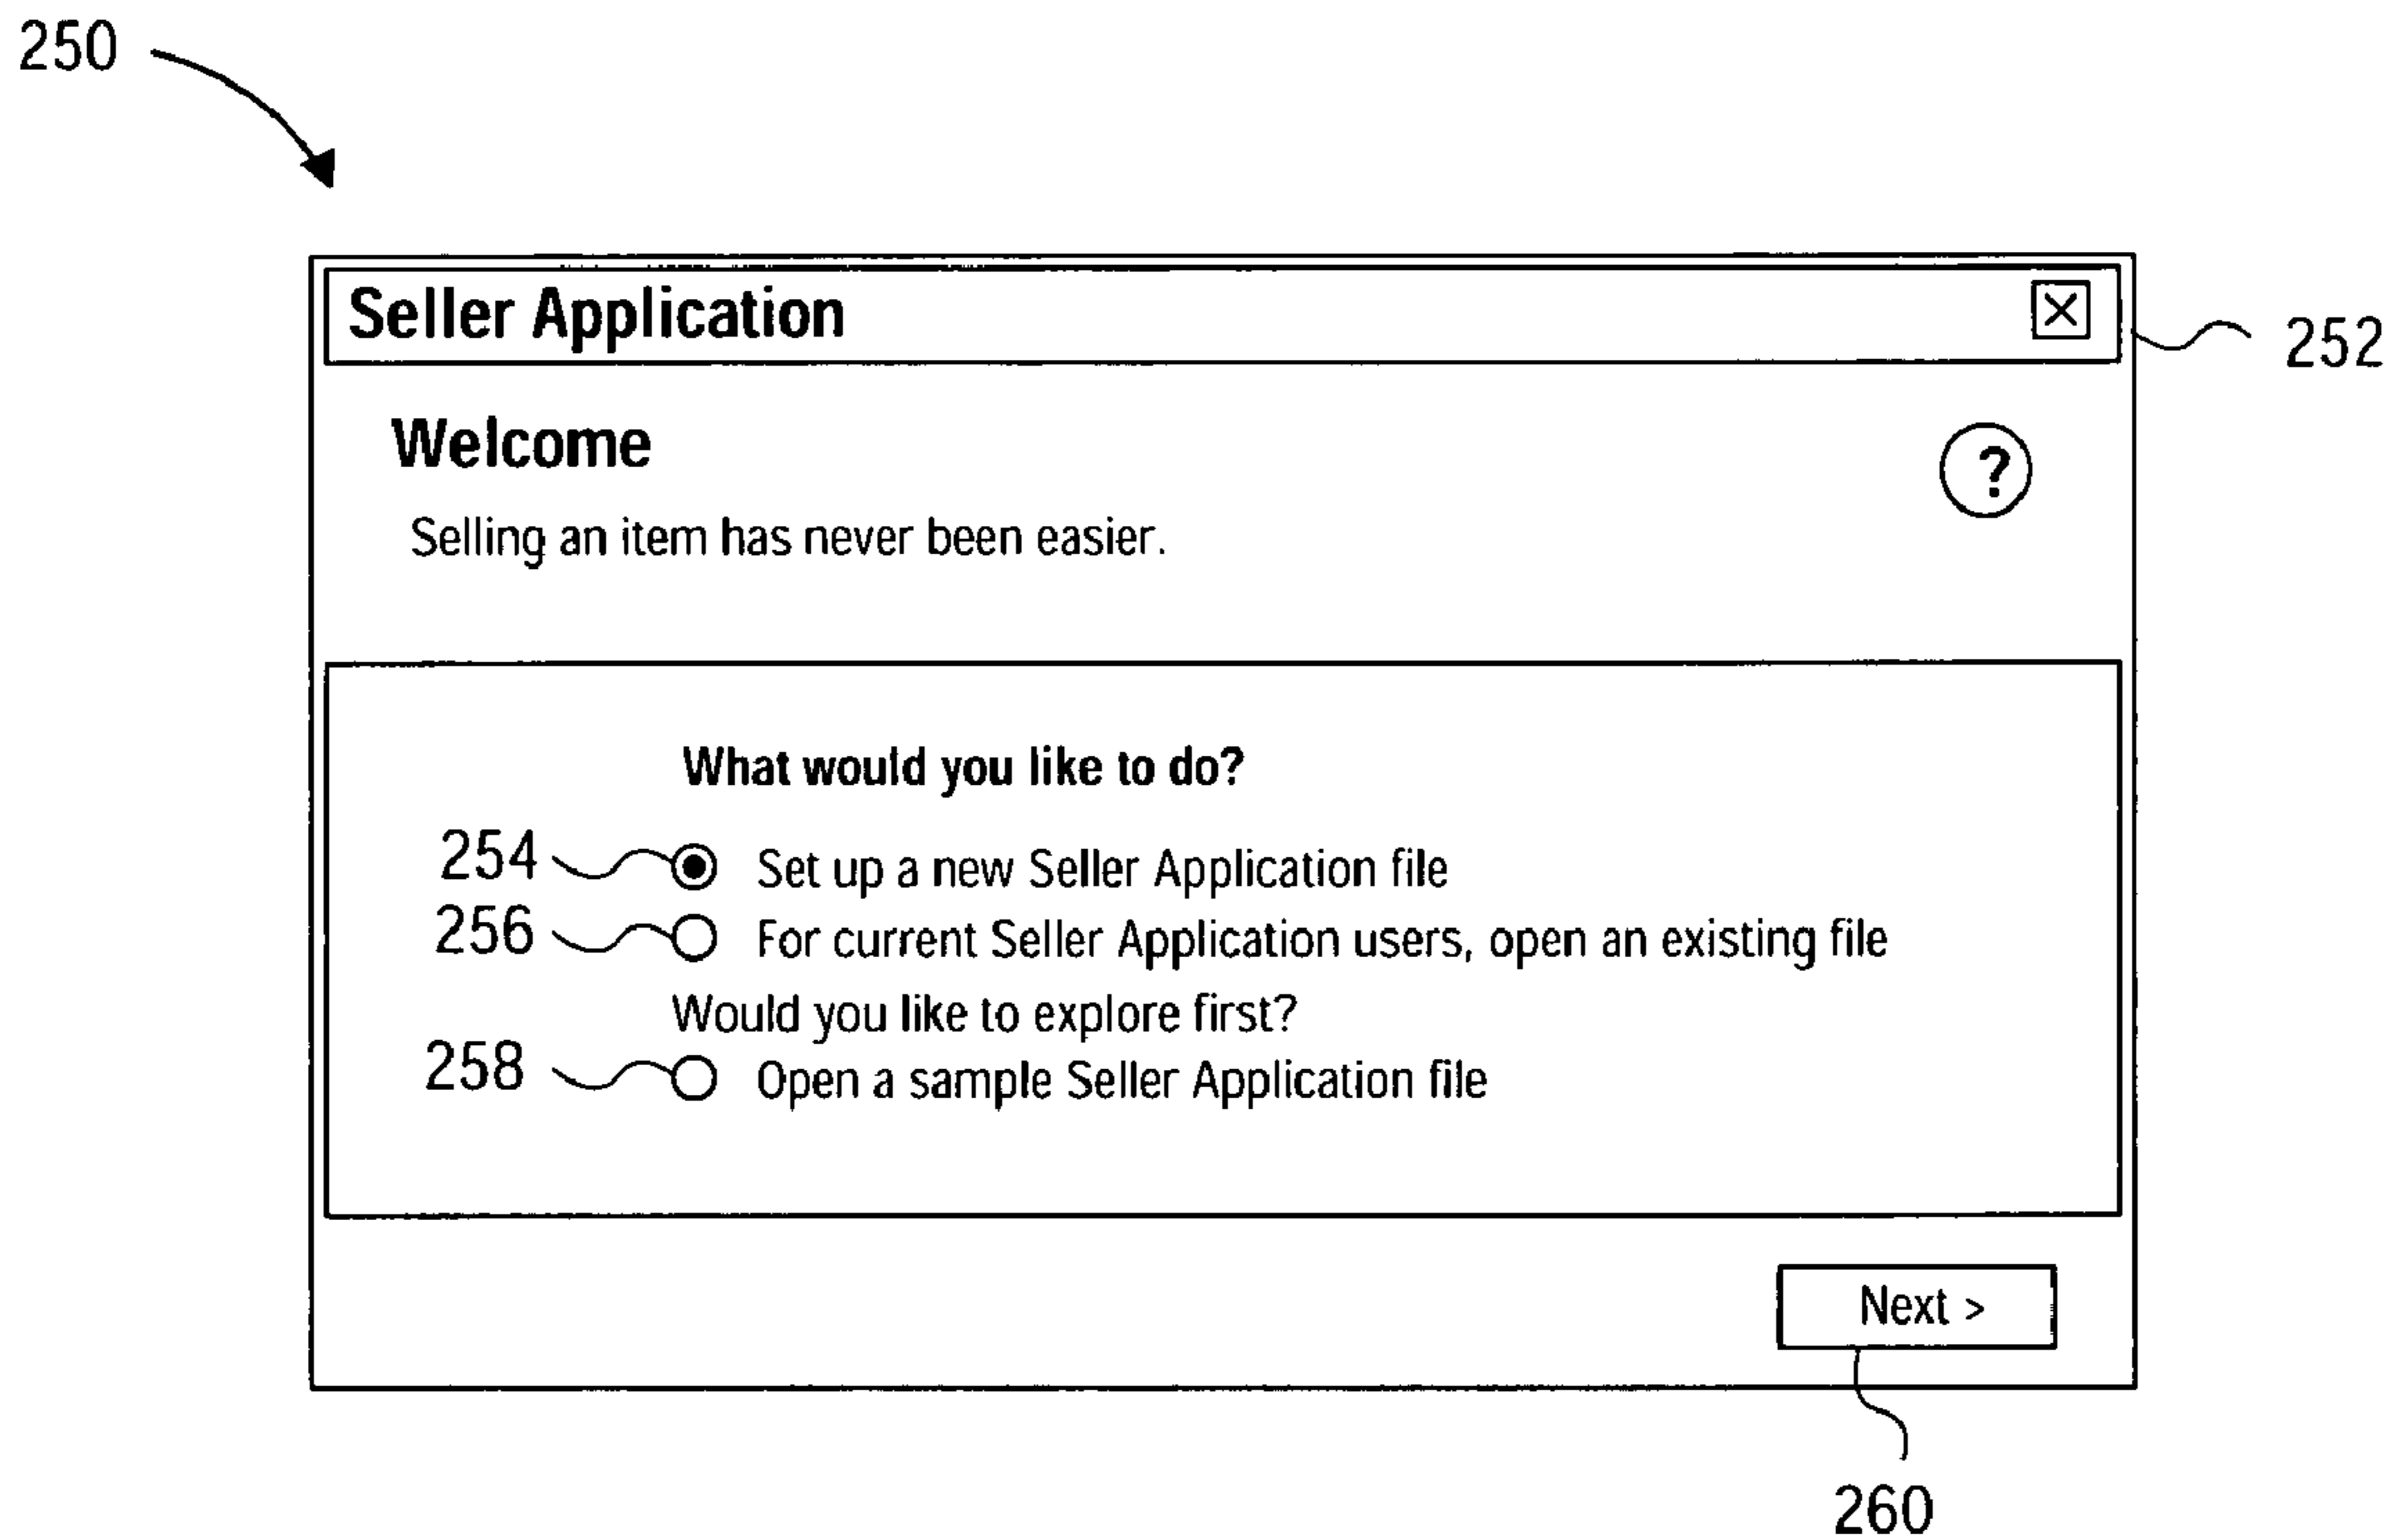 250
Seller Application
252
Welcome
?
Selling an item has never been easier.
What would you like to do?
254 Set up a new Seller Application file
256 For current Seller Application users, open an existing file
Would you like to explore first?
258 Open a sample Seller Application file
Next >
260